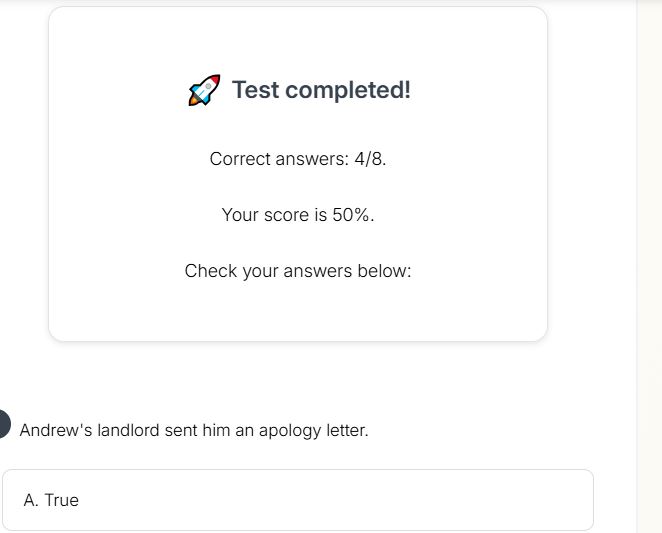 Test completed!
Correct answers: 4/8.
Your score is 50%.
Check your answers below:
Andrew's landlord sent him an apology letter.
A. True